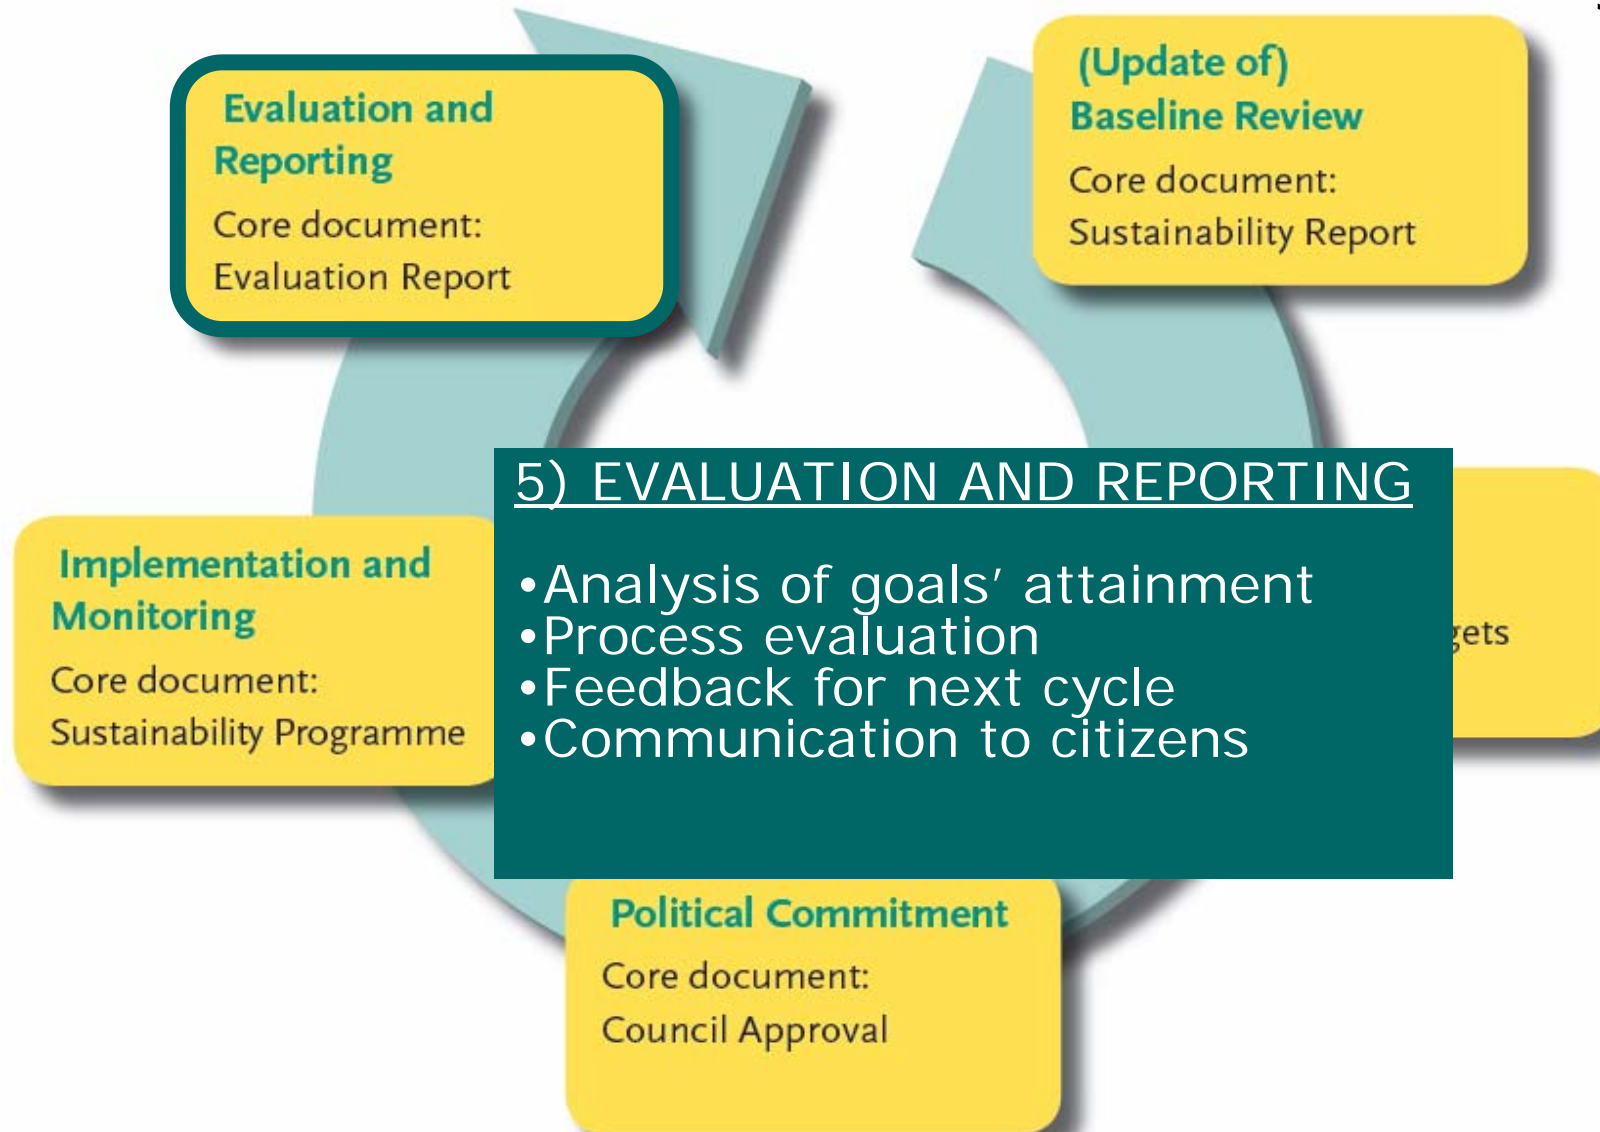 (Update of)
Baseline Review
Core document:
Sustainability Report
Evaluation and
Reporting
Core document:
Evaluation Report
5) EVALUATION AND REPORTING
•Analysis of goals’ attainment
•Process evaluation
•Feedback for next cycle
•Communication to citizens
Implementation and
Monitoring
Core document:
Sustainability Programme
Political Commitment
Core document:
Council Approval